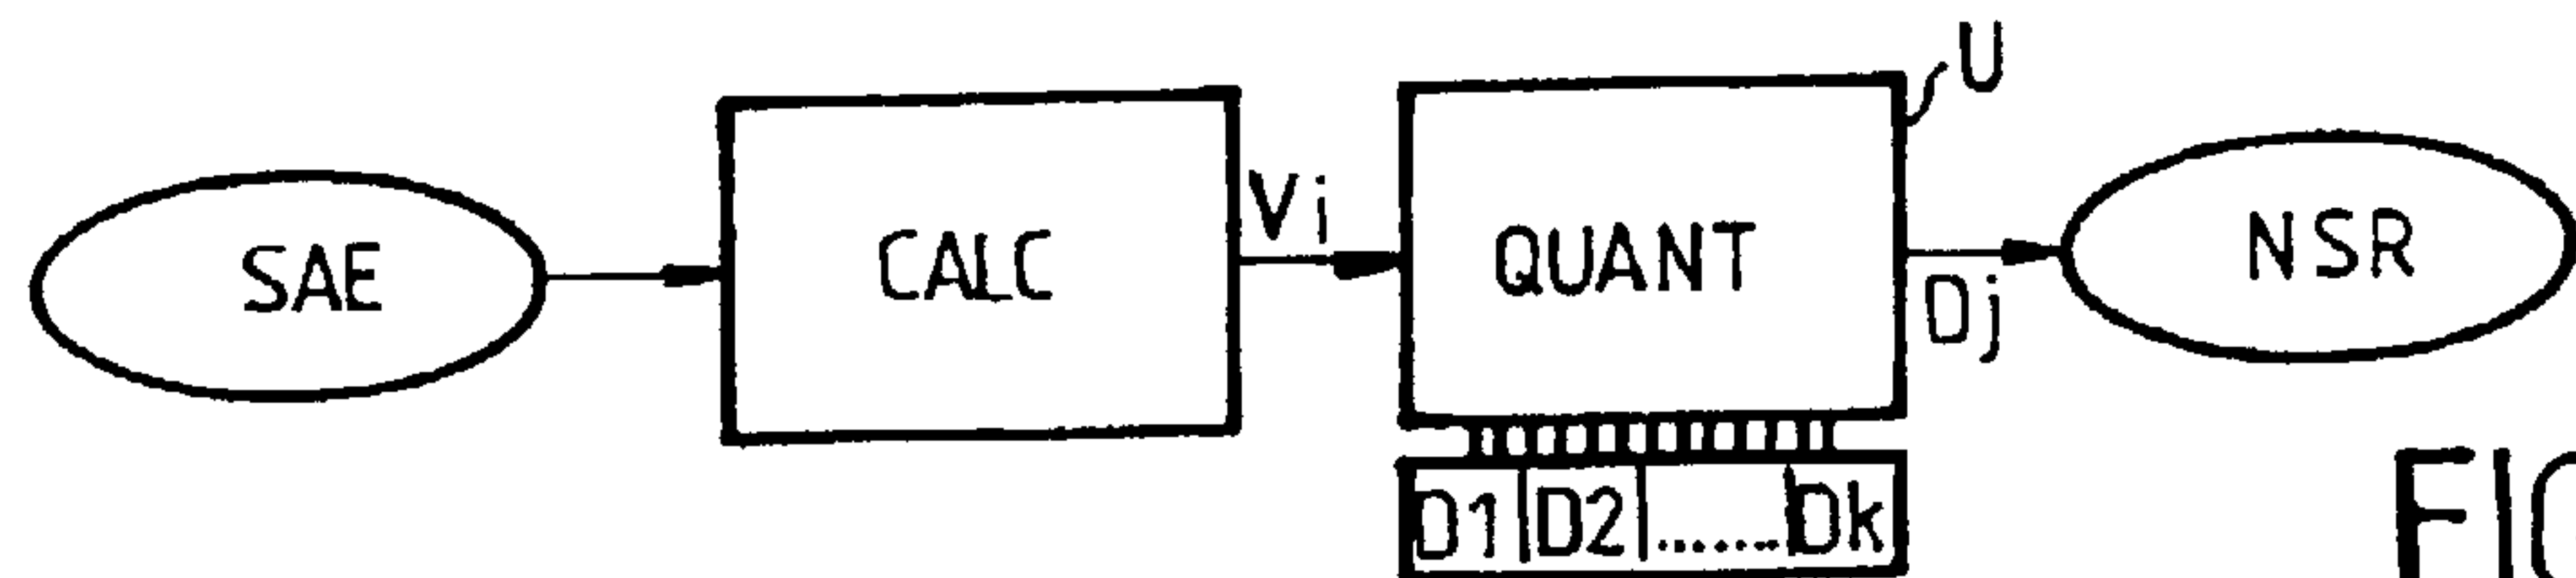 U
SAE
CALC
Vi
QUANT
Dj
NSR
D1 D2 ....... Dk